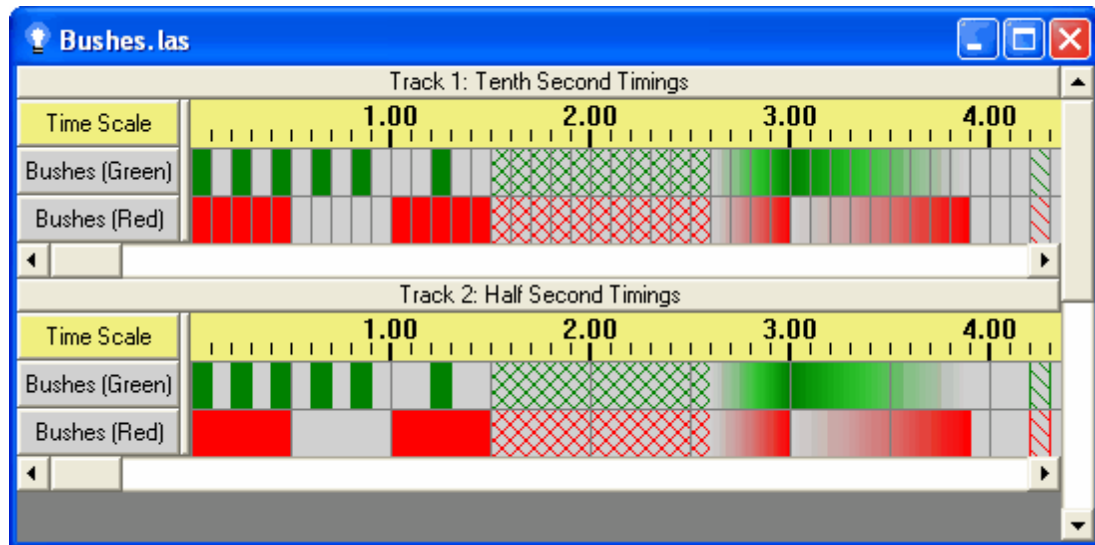 Bushes.las
Track 1: Tenth Second Timings
Time Scale 1.00 2.00 3.00 4.00
Bushes (Green)
Bushes (Red)
Track 2: Half Second Timings
Time Scale 1.00 2.00 3.00 4.00
Bushes (Green)
Bushes (Red)